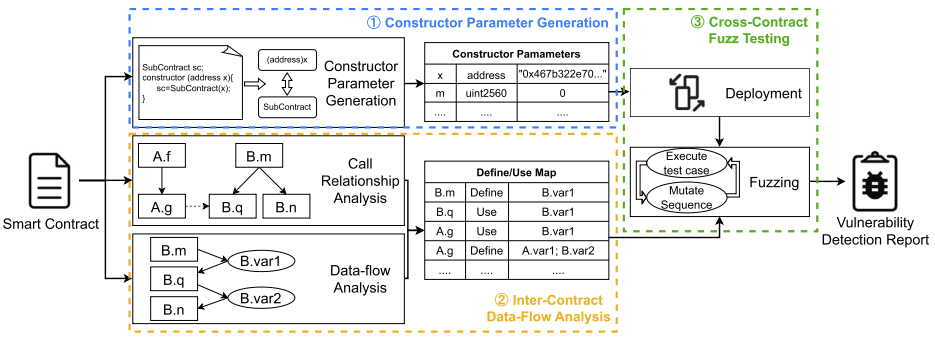 ① Constructor Parameter Generation
③ Cross-Contract
Fuzz Testing
SubContract sc;
constructor (address x){
sc=SubContract(x);
}
(address)x
SubContract
Constructor
Parameter
Generation
Constructor Pamameters
x address "0x467b322e70..."
m uint2560 0
.... .... ....
Deployment
A.f
B.m
A.g
B.q
B.n
Call
Relationship
Analysis
Define/Use Map
B.m Define B.var1
B.q Use B.var1
A.g Use B.var1
A.g Define A.var1; B.var2
.... .... ....
Execute
test case
Mutate
Sequence
Fuzzing
Smart Contract
Vulnerability
Detection Report
B.m
B.var1
B.q
B.var2
B.n
Data-flow
Analysis
② Inter-Contract
Data-Flow Analysis